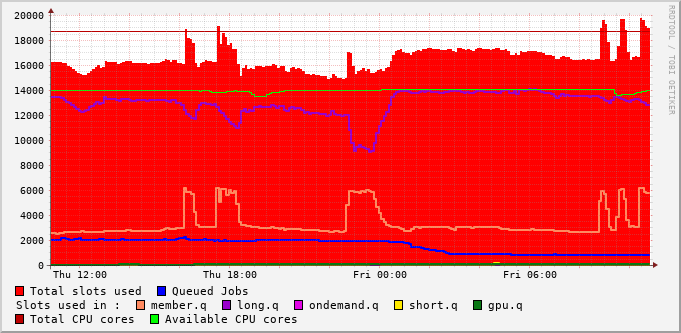 20000
18000
16000
14000
12000
10000
8000
6000
4000
2000
0
Thu 12:00 Thu 18:00 Fri 00:00 Fri 06:00
RRDTOOL / TOBI OETIKER
Total slots used Queued Jobs
Slots used in : member.q long.q ondemand.q short.q gpu.q
Total CPU cores Available CPU cores